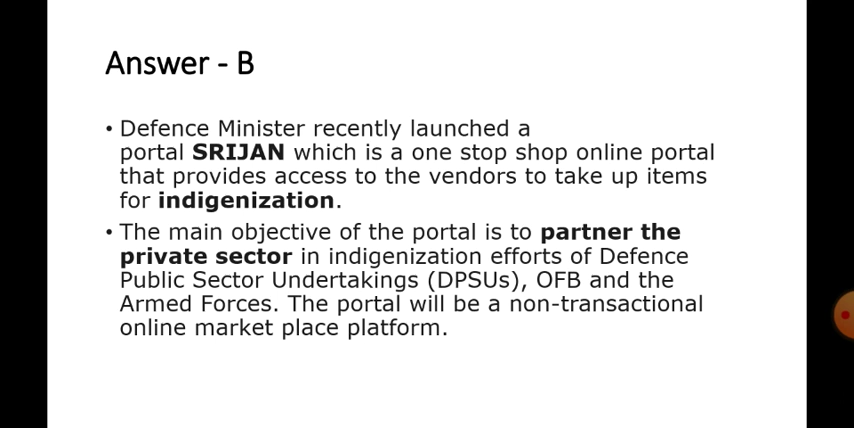 Answer - B
• Defence Minister recently launched a
portal SRIJAN which is a one stop shop online portal
that provides access to the vendors to take up items
for indigenization.
• The main objective of the portal is to partner the
private sector in indigenization efforts of Defence
Public Sector Undertakings (DPSUs), OFB and the
Armed Forces. The portal will be a non-transactional
online market place platform.